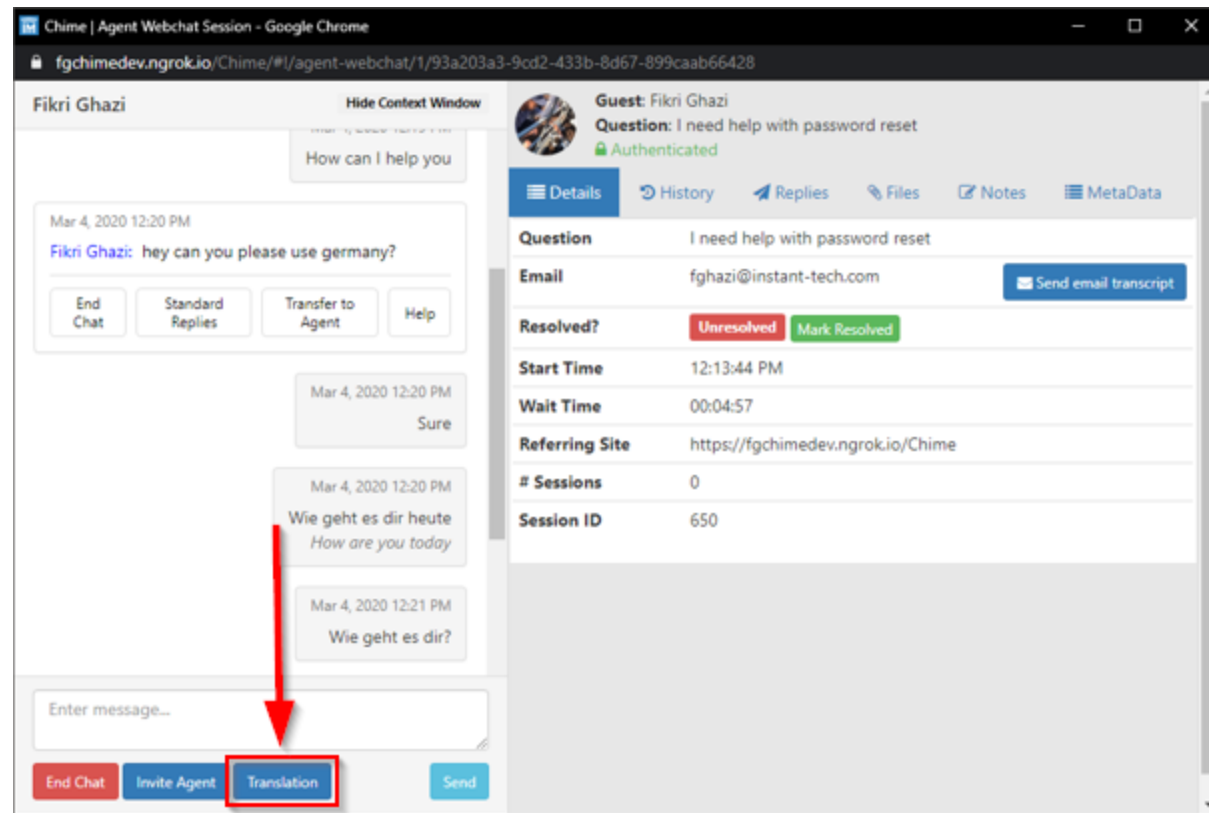 Chime | Agent Webchat Session - Google Chrome
fgchimedev.ngrok.io/Chime/#!/agent-webchat/1/93a203a3-9cd2-433b-8d67-899caab66428
Fikri Ghazi
Hide Context Window
How can I help you
Mar 4, 2020 12:20 PM
Fikri Ghazi: hey can you please use germany?
End Chat
Standard Replies
Transfer to Agent
Help
Mar 4, 2020 12:20 PM
Sure
Mar 4, 2020 12:20 PM
Wie geht es dir heute
How are you today
Mar 4, 2020 12:21 PM
Wie geht es dir?
Enter message...
End Chat
Invite Agent
Translation
Send
Guest: Fikri Ghazi
Question: I need help with password reset
Authenticated
Details
History
Replies
Files
Notes
MetaData
Question I need help with password reset
Email fghazi@instant-tech.com
Send email transcript
Resolved? Unresolved Mark Resolved
Start Time 12:13:44 PM
Wait Time 00:04:57
Referring Site https://fgchimedev.ngrok.io/Chime
# Sessions 0
Session ID 650